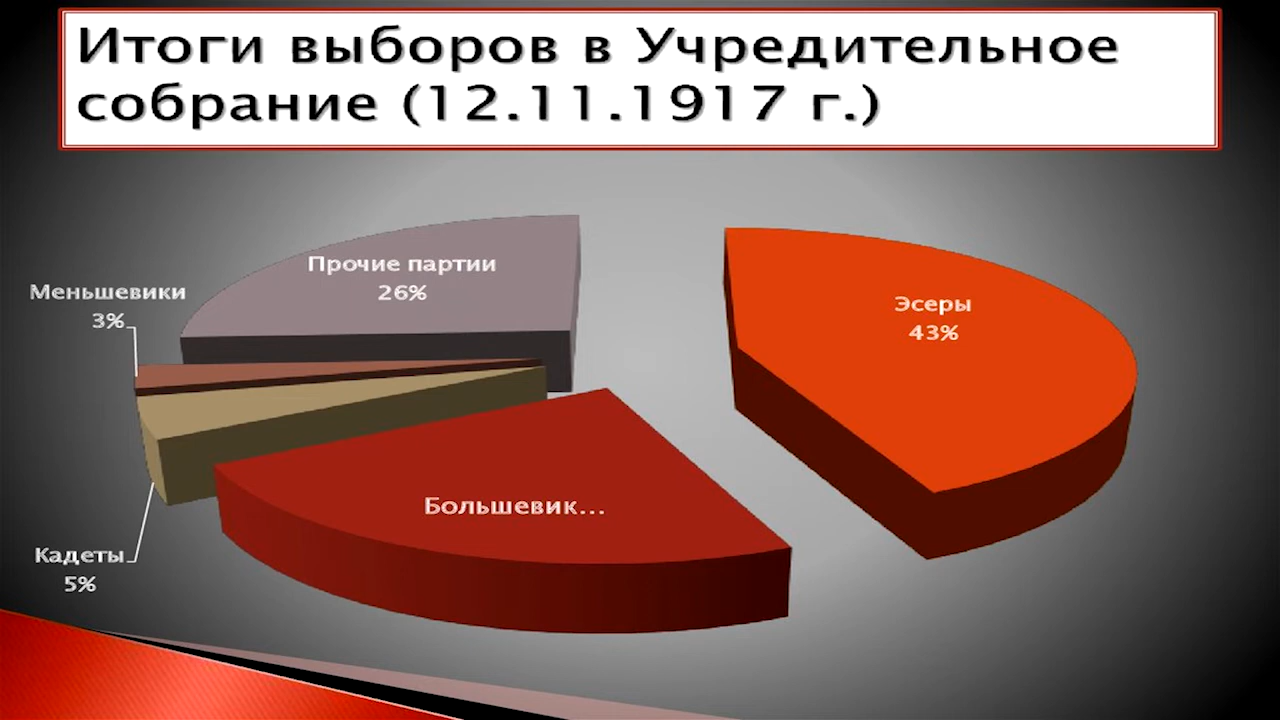 Итоги выборов в Учредительное
собрание (12.11.1917 г.)
Прочие партии
26%
Меньшевики
3%
Эсеры
43%
Большевик...
Кадеты
5%